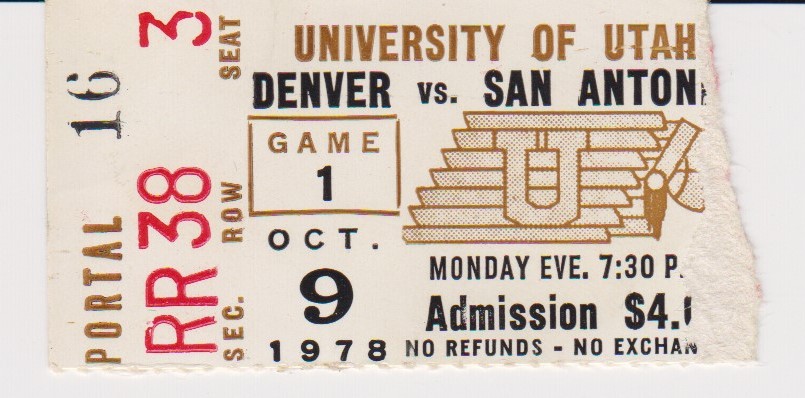 PORTAL 16
SEC. ROW SEAT
RR 38 3
UNIVERSITY OF UTAH
DENVER vs. SAN ANTON
GAME
1
OCT.
9
1978
U
MONDAY EVE. 7:30 P.
Admission $4.0
NO REFUNDS - NO EXCHAN